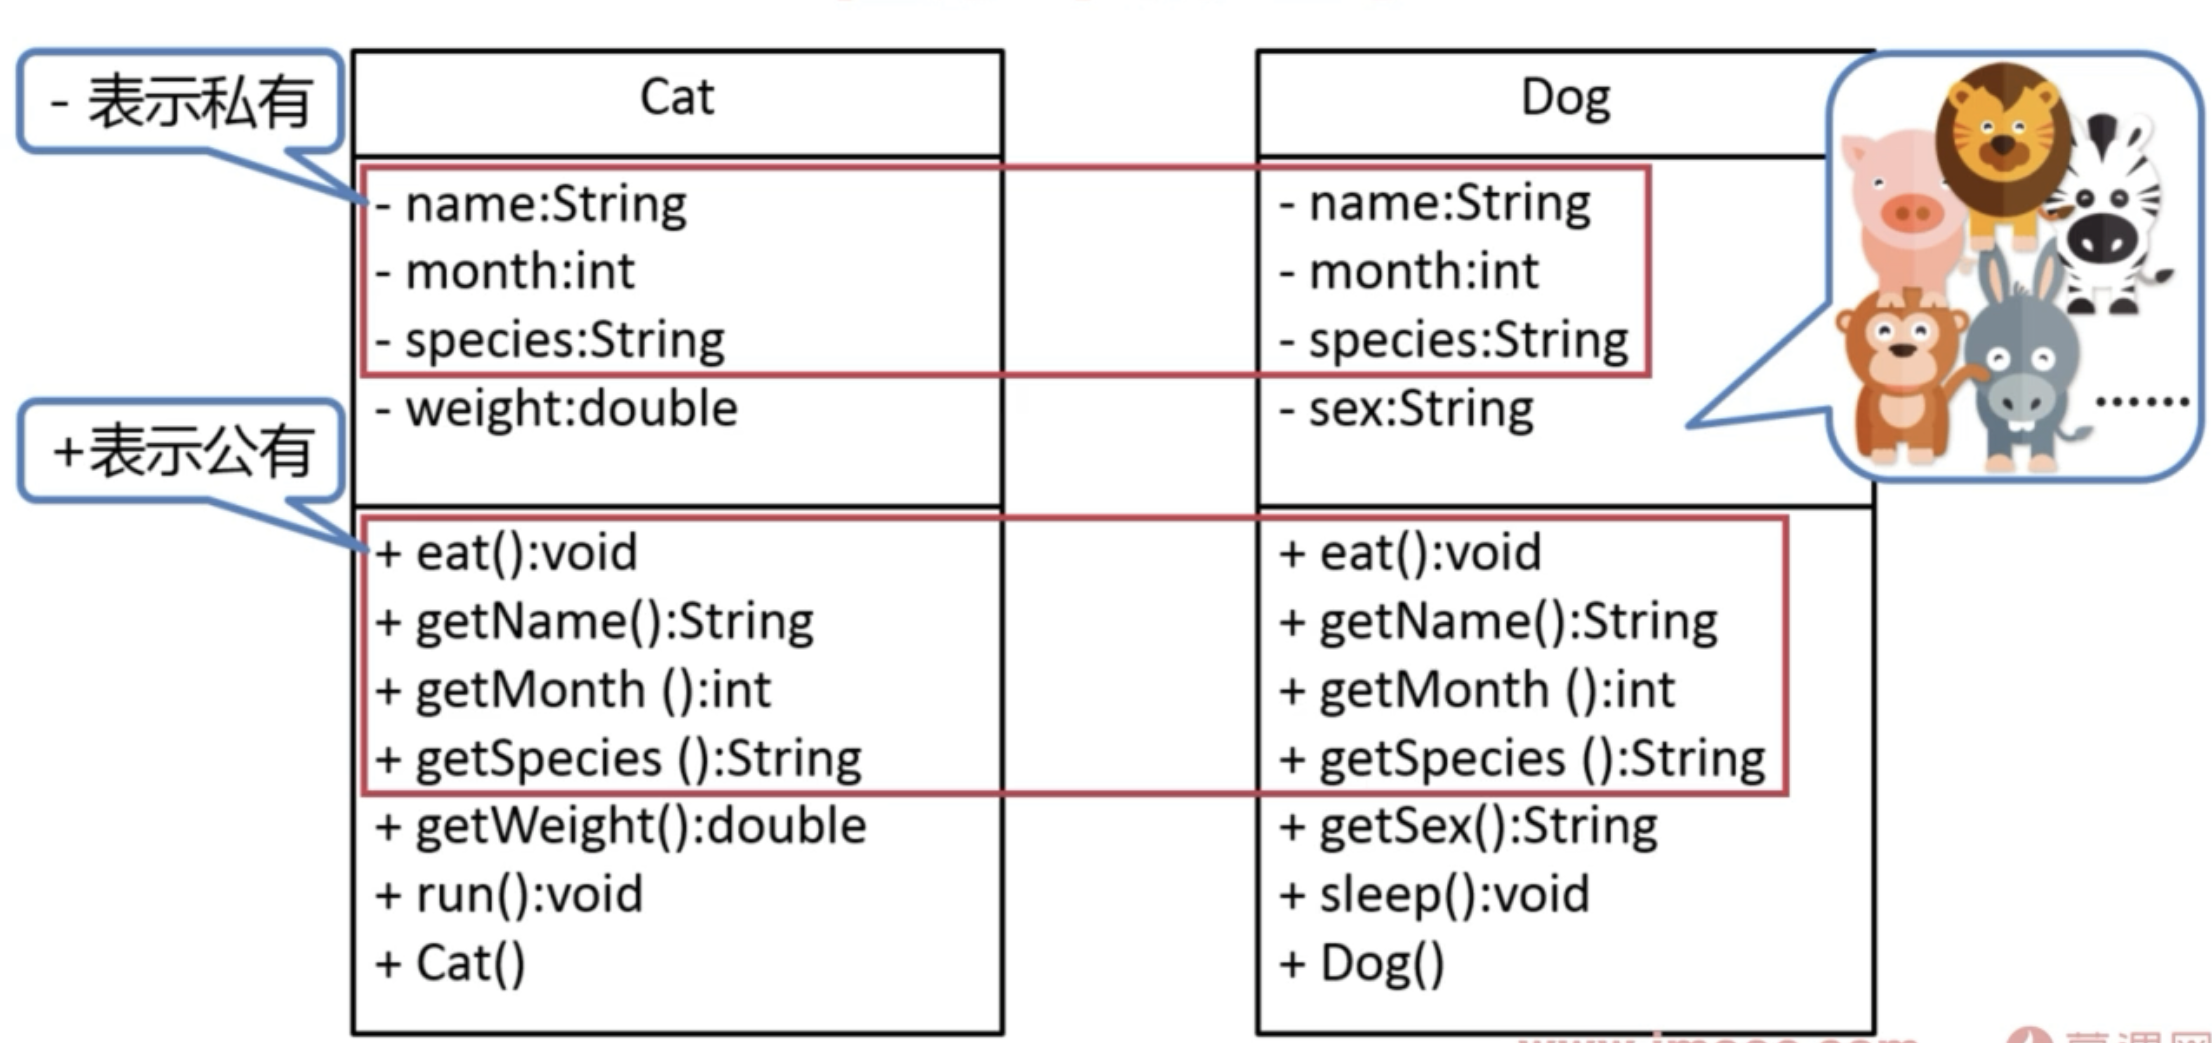 - 表示私有
Cat
- name:String
- month:int
- species:String
- weight:double
+表示公有
+ eat():void
+ getName():String
+ getMonth ():int
+ getSpecies ():String
+ getWeight():double
+ run():void
+ Cat()
Dog
- name:String
- month:int
- species:String
- sex:String
......
+ eat():void
+ getName():String
+ getMonth ():int
+ getSpecies ():String
+ getSex():String
+ sleep():void
+ Dog()